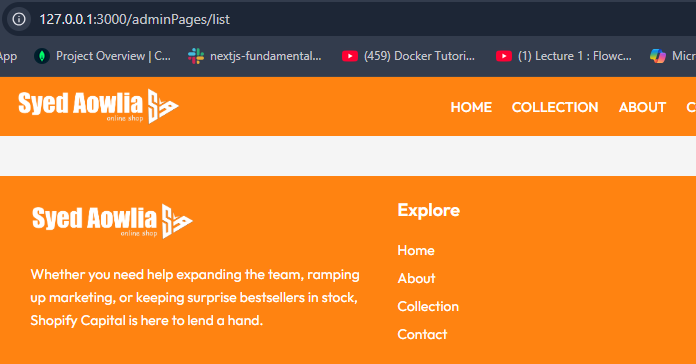 127.0.0.1:3000/adminPages/list
App Project Overview | C... nextjs-fundamental... (459) Docker Tutori... (1) Lecture 1 : Flowc... Micr
Syed Aowlia
online shop
HOME COLLECTION ABOUT C
Syed Aowlia
online shop
Whether you need help expanding the team, ramping
up marketing, or keeping surprise bestsellers in stock,
Shopify Capital is here to lend a hand.
Explore
Home
About
Collection
Contact